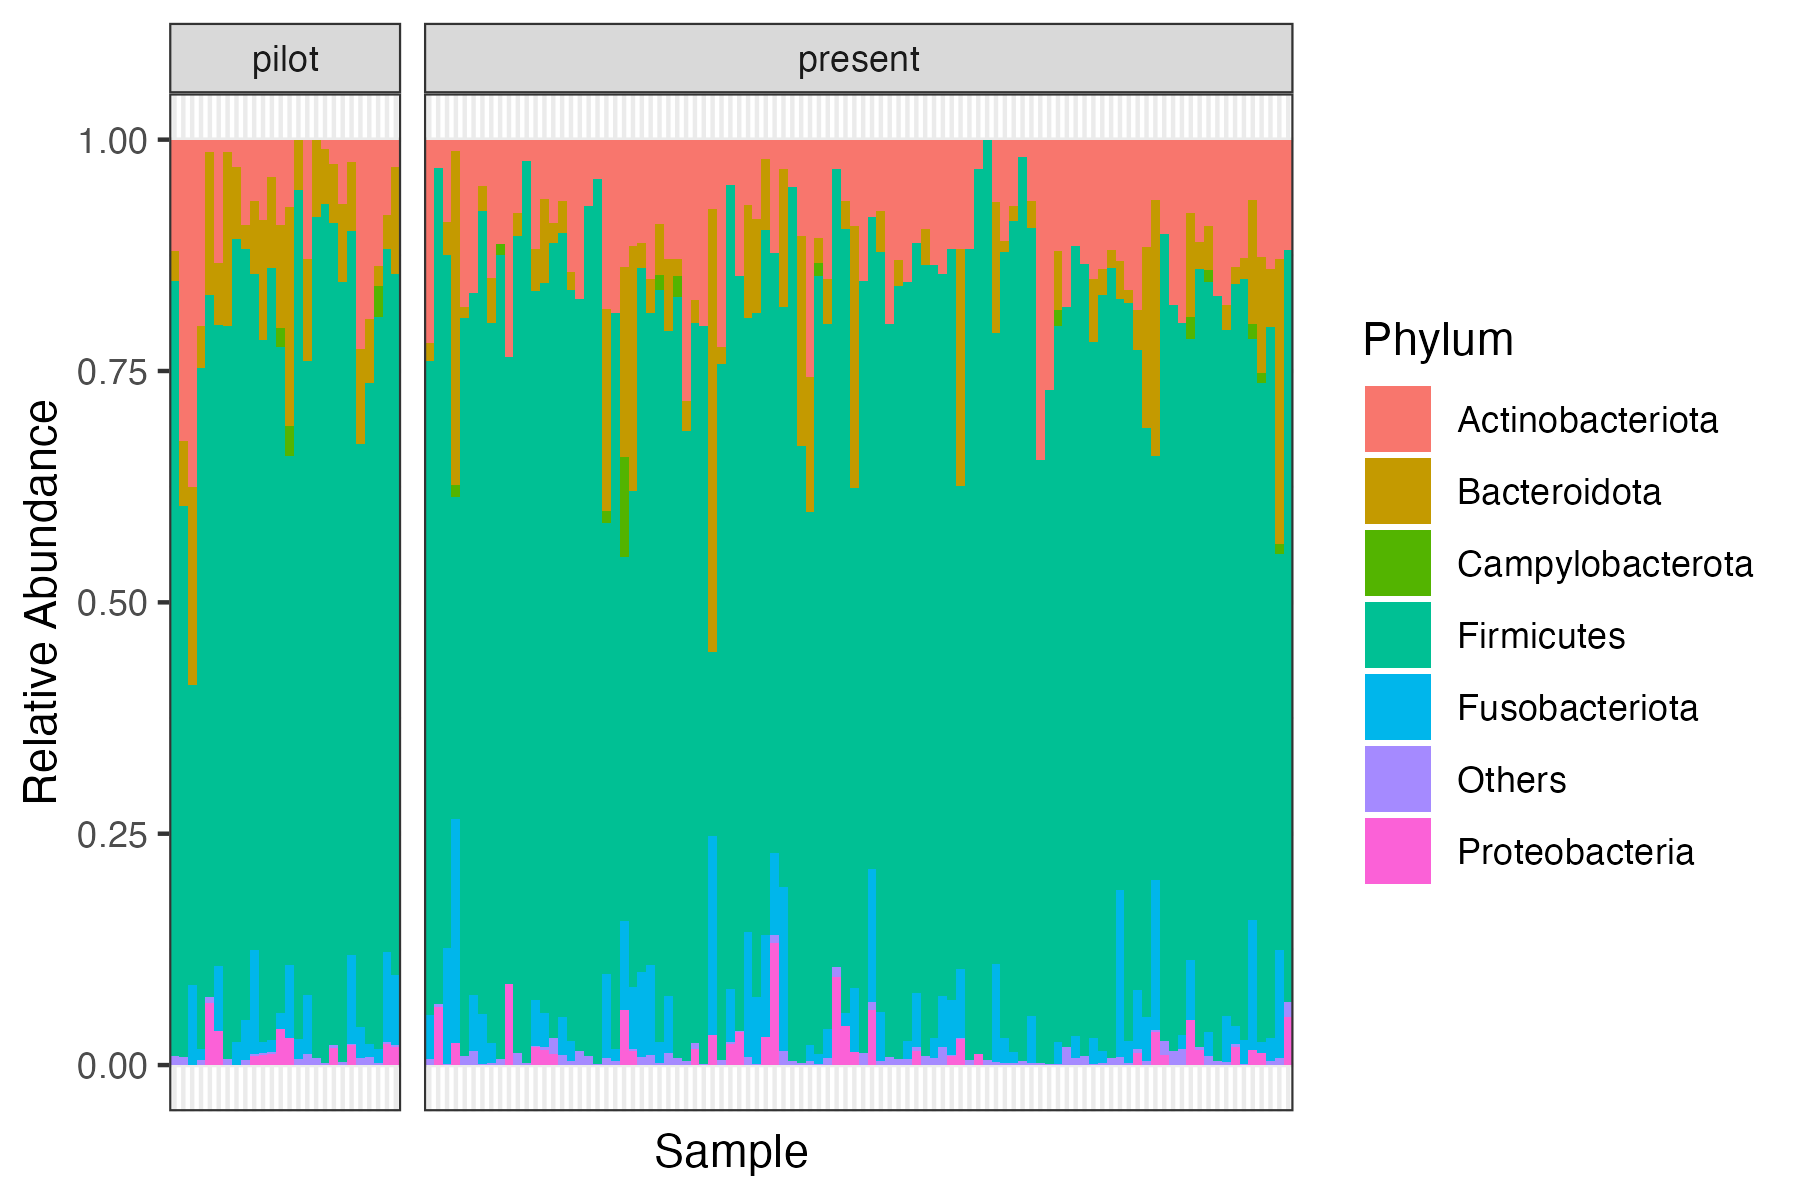 pilot
present
1.00
0.75
0.50
0.25
0.00
Relative Abundance
Sample
Phylum
Actinobacteriota
Bacteroidota
Campylobacterota
Firmicutes
Fusobacteriota
Others
Proteobacteria